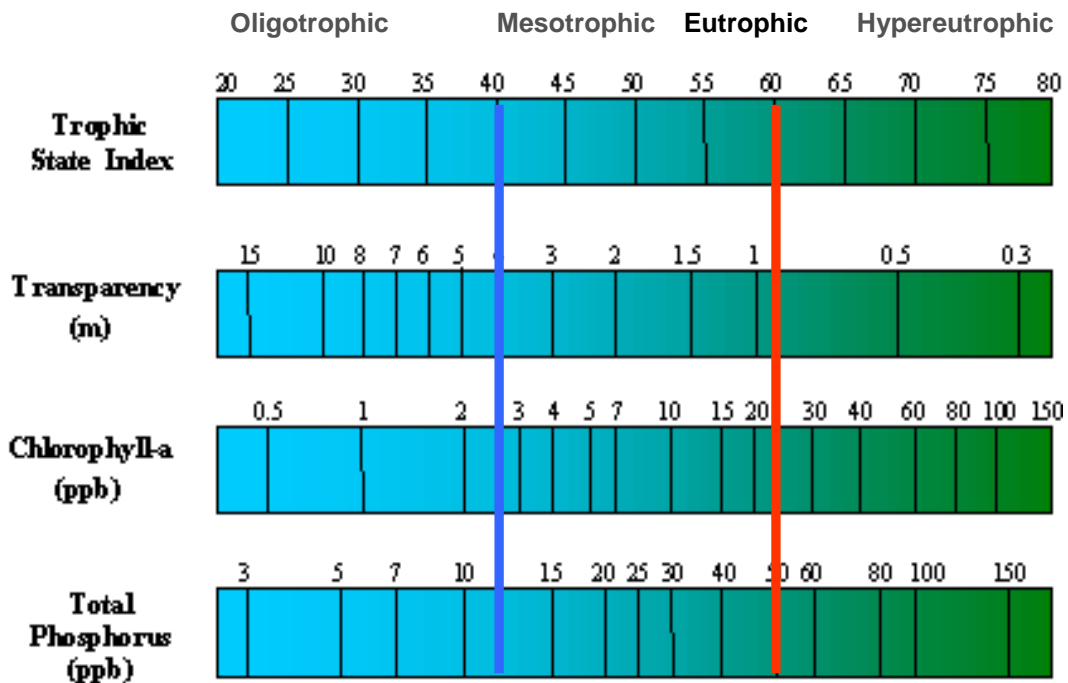 Oligotrophic Mesotrophic Eutrophic Hypereutrophic
20 25 30 35 40 45 50 55 60 65 70 75 80
Trophic
State Index
15 10 8 7 6 5 3 2 1.5 1 0.5 0.3
Transparency
(m)
0.5 1 2 3 4 5 7 10 15 20 30 40 60 80 100 150
Chlorophyll-a
(ppb)
3 5 7 10 15 20 25 30 40 50 60 80 100 150
Total
Phosphorus
(ppb)